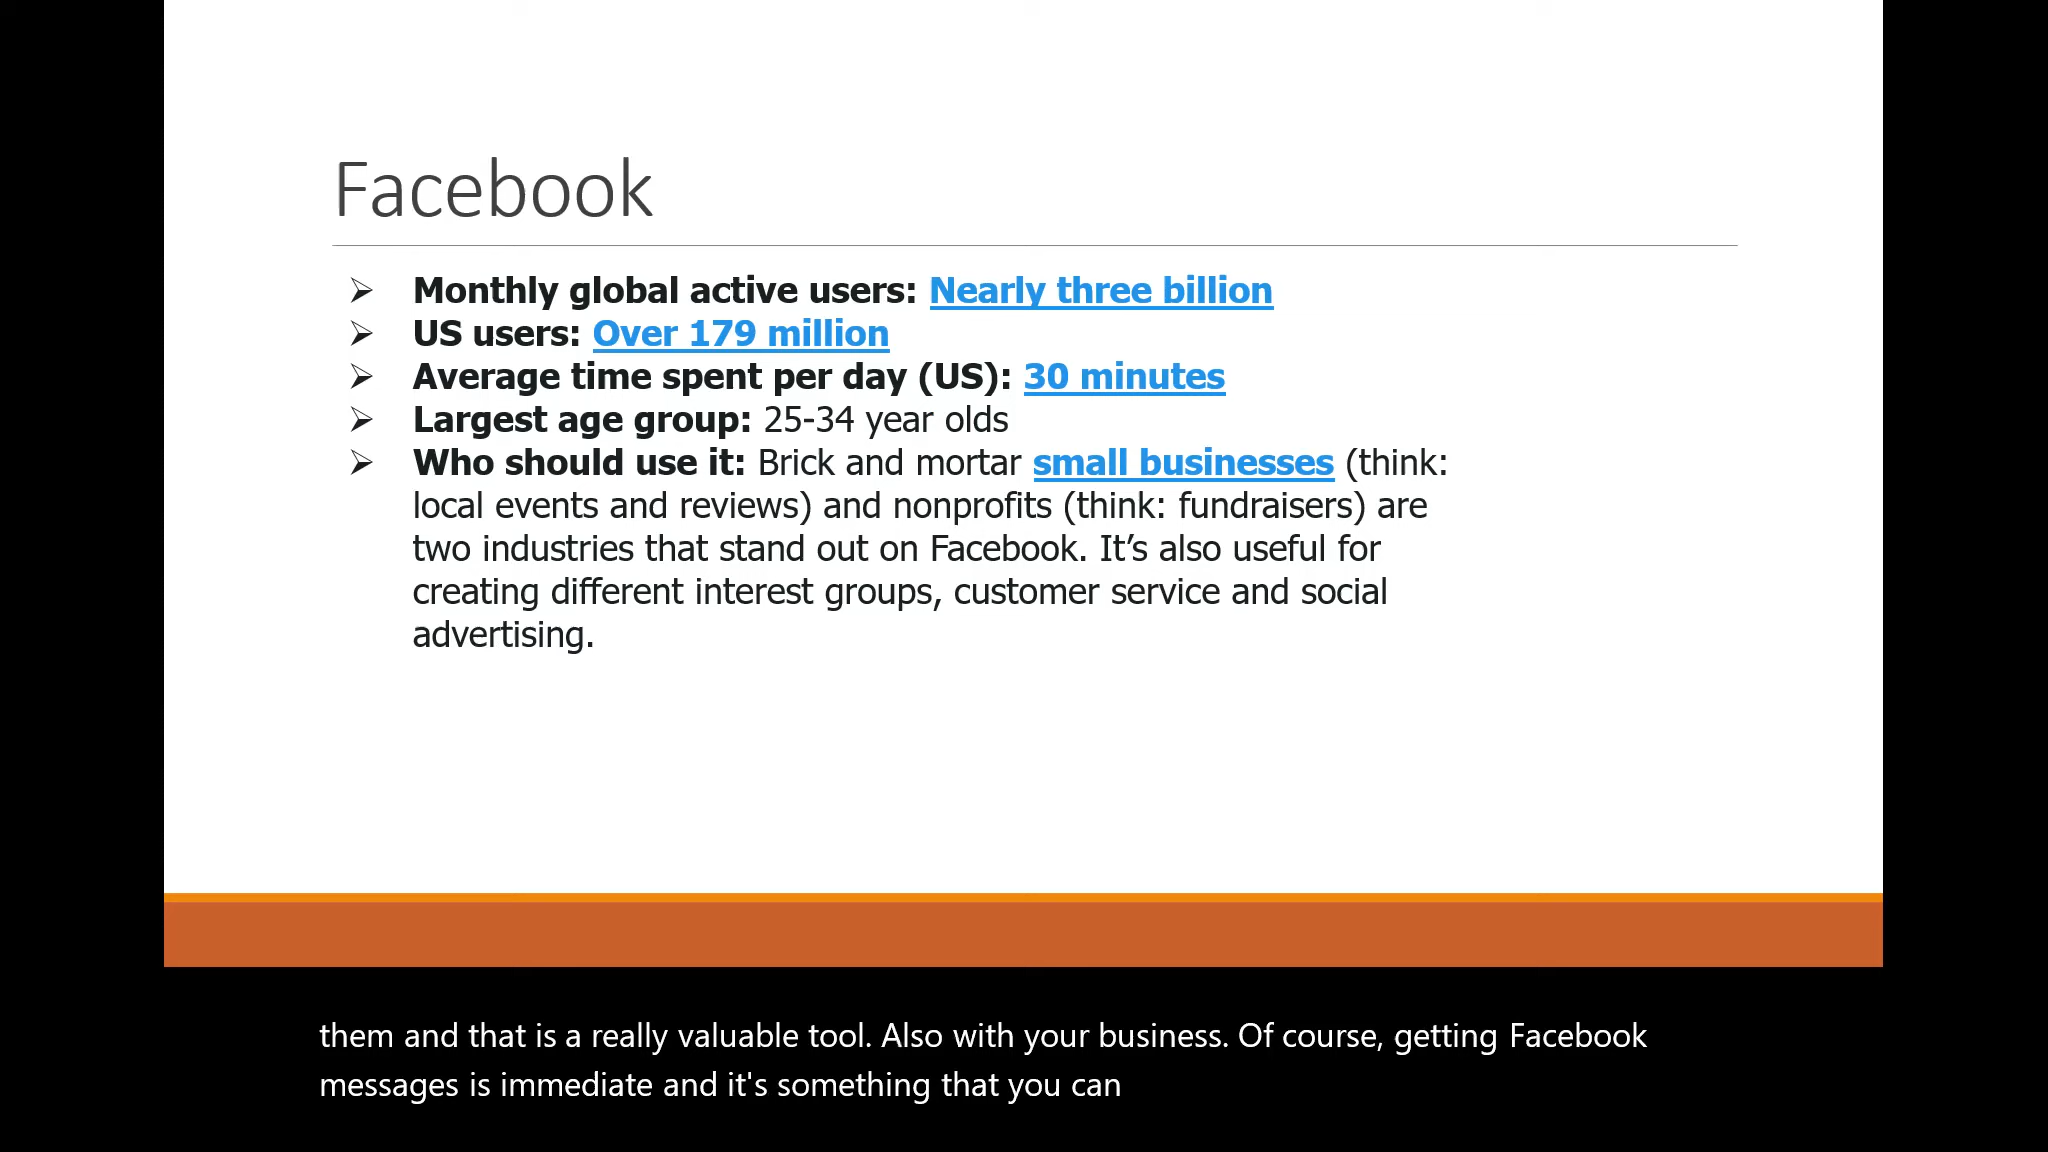 Facebook
➢ Monthly global active users: Nearly three billion
➢ US users: Over 179 million
➢ Average time spent per day (US): 30 minutes
➢ Largest age group: 25-34 year olds
➢ Who should use it: Brick and mortar small businesses (think:
local events and reviews) and nonprofits (think: fundraisers) are
two industries that stand out on Facebook. It’s also useful for
creating different interest groups, customer service and social
advertising.
them and that is a really valuable tool. Also with your business. Of course, getting Facebook
messages is immediate and it's something that you can